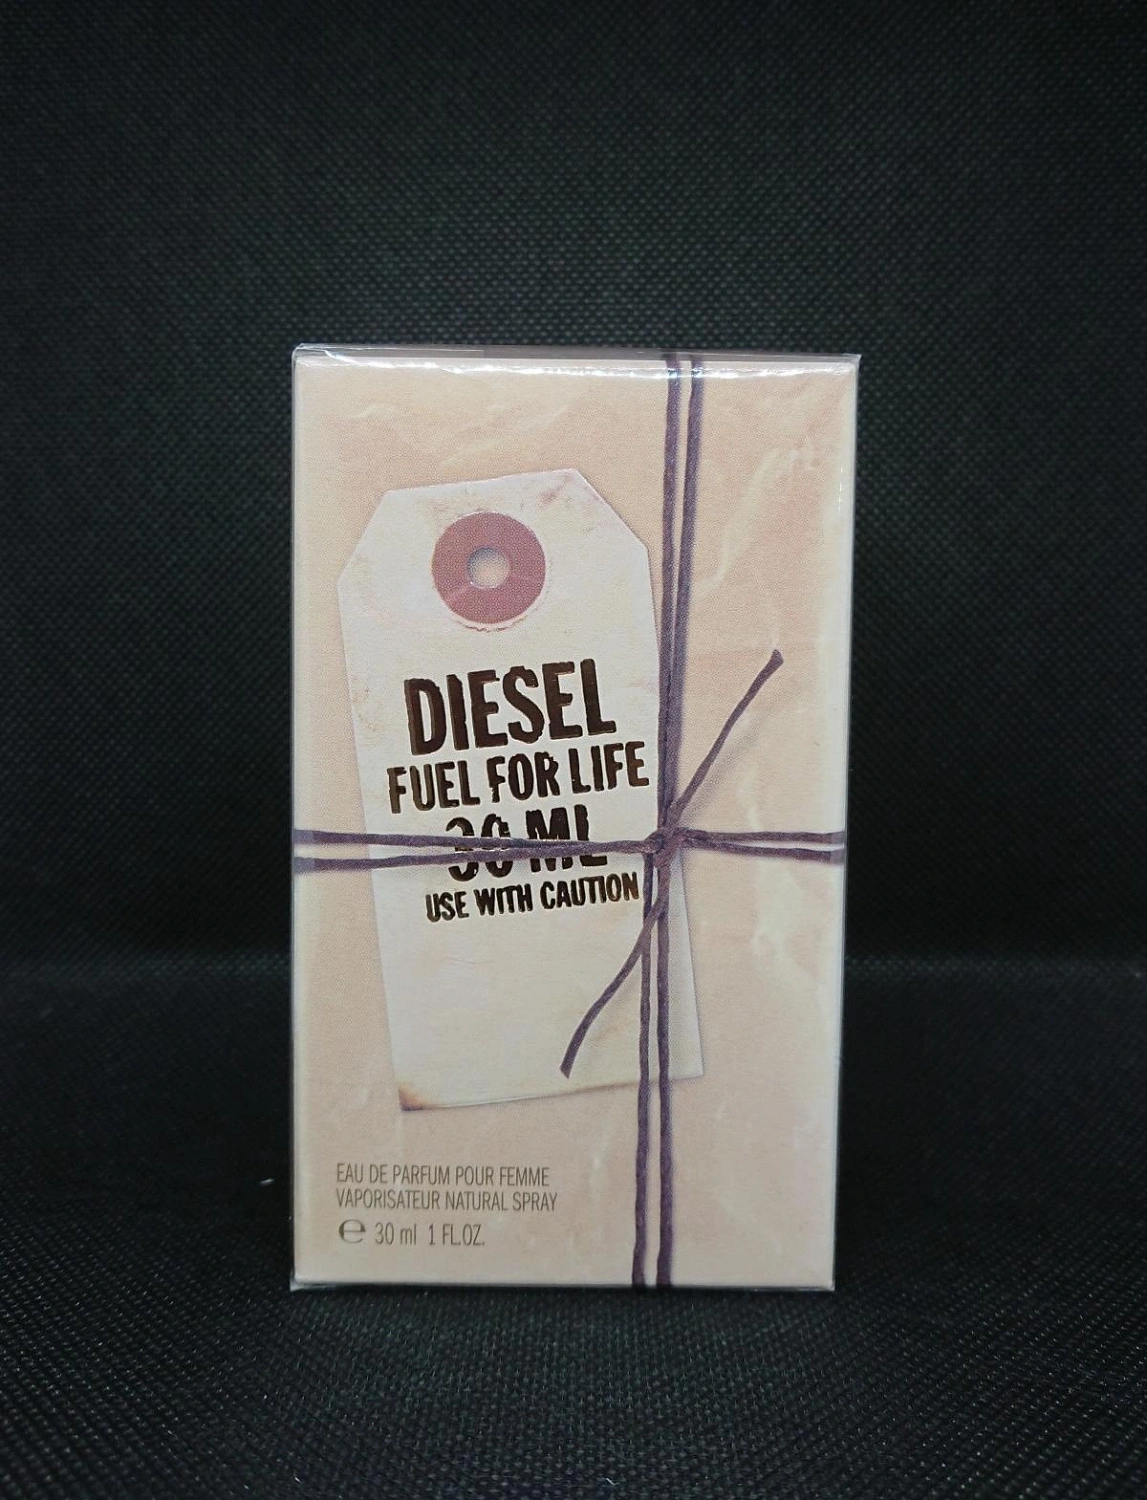 DIESEL
FUEL FOR LIFE
30 ML
USE WITH CAUTION
EAU DE PARFUM POUR FEMME
VAPORISATEUR NATURAL SPRAY
℮ 30 ml 1 FL.OZ.